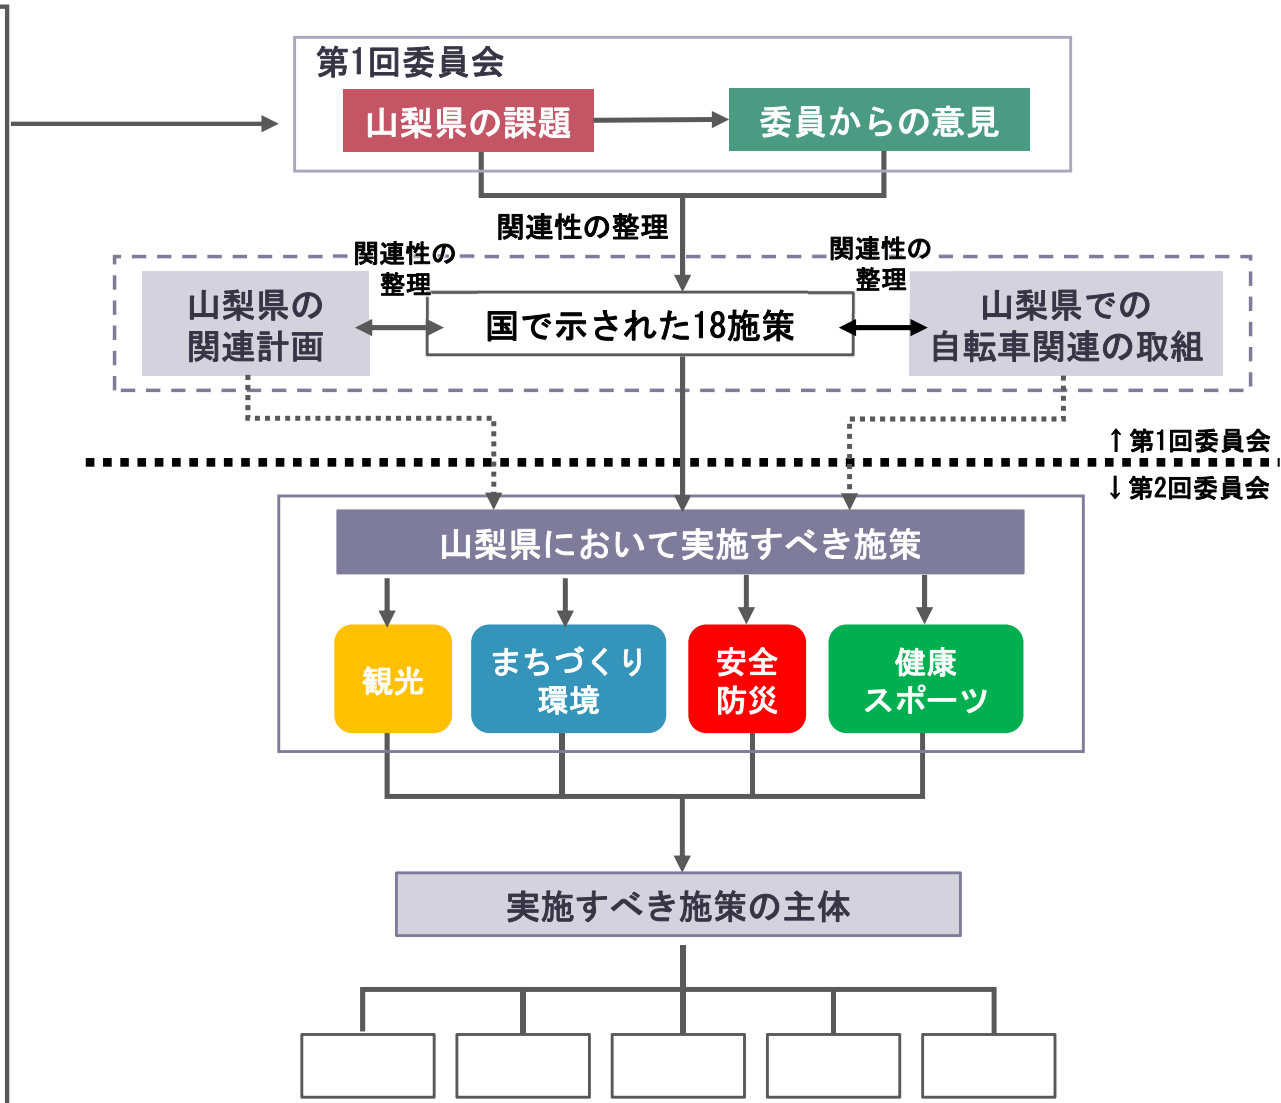 第1回委員会
山梨県の課題
委員からの意見
関連性の整理
関連性の
整理
関連性の
整理
山梨県の
関連計画
国で示された18施策
山梨県での
自転車関連の取組
↑第1回委員会
↓第2回委員会
山梨県において実施すべき施策
観光
まちづくり
環境
安全
防災
健康
スポーツ
実施すべき施策の主体